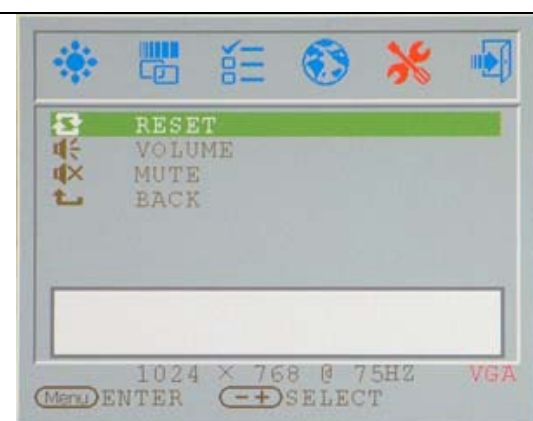 RESET
VOLUME
MUTE
BACK
1024 × 768 @ 75HZ VGA
Menu ENTER - + SELECT